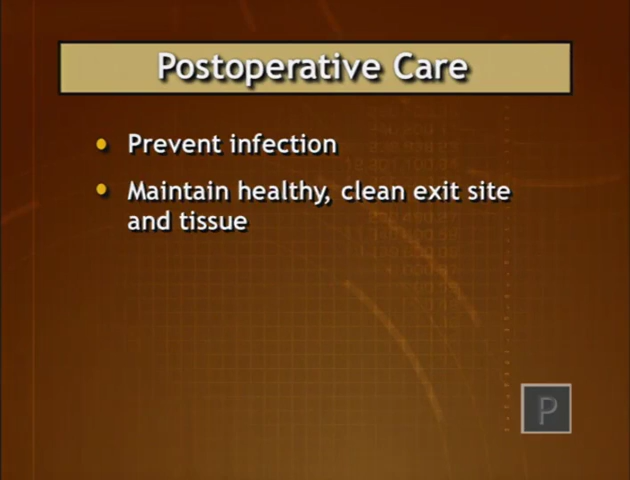 Postoperative Care
Prevent infection
Maintain healthy, clean exit site
and tissue
P